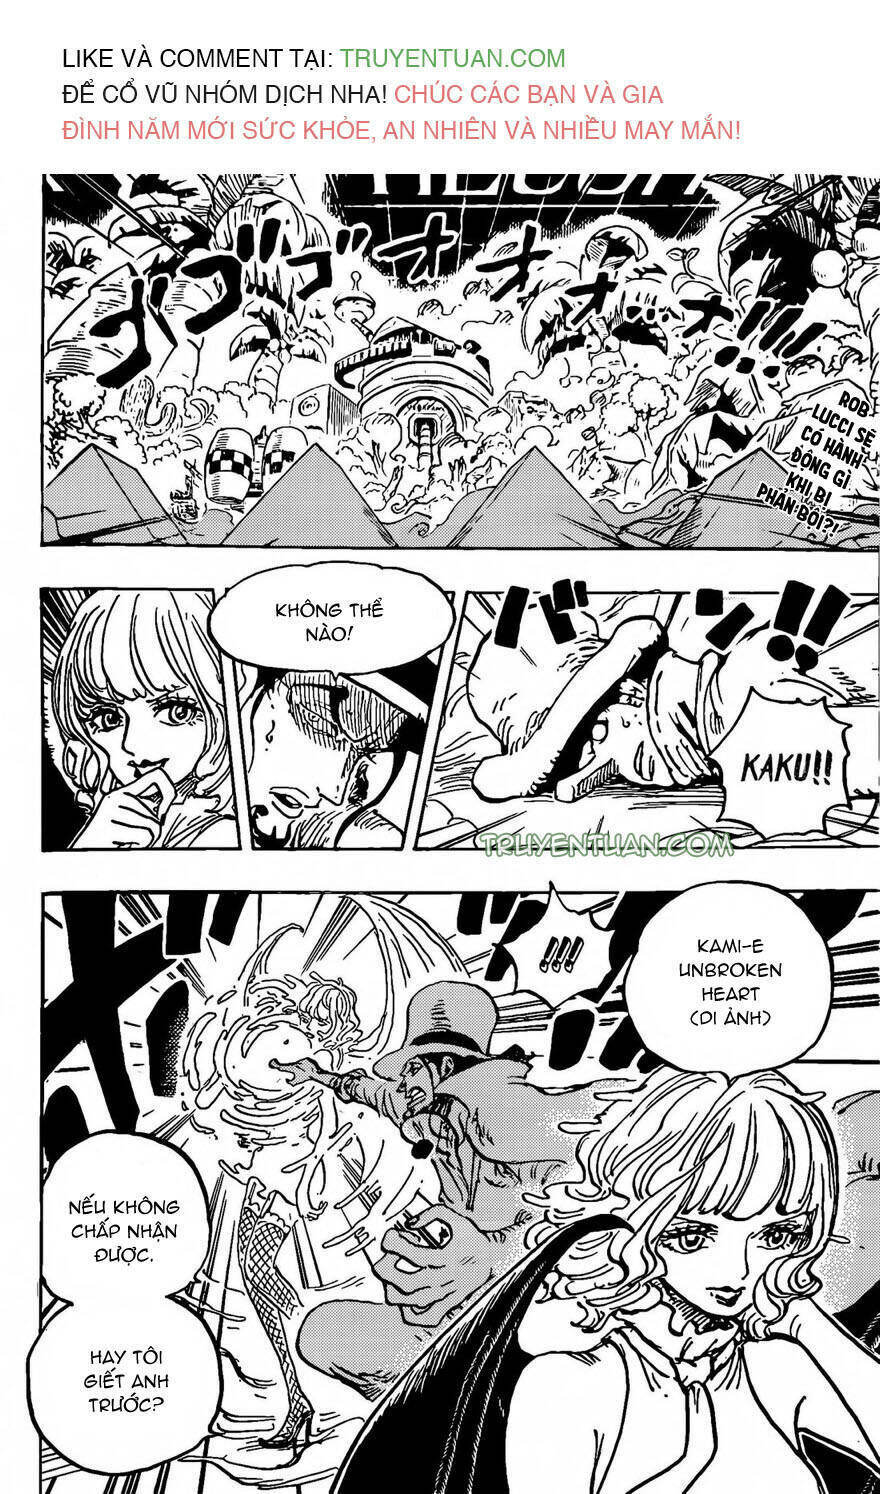 LIKE VÀ COMMENT TẠI: TRUYENTUAN.COM
ĐỂ CỔ VŨ NHÓM DỊCH NHA! CHÚC CÁC BẠN VÀ GIA
ĐÌNH NĂM MỚI SỨC KHỎE, AN NHIÊN VÀ NHIỀU MAY MẮN!
ゴゴゴオオオオ!!!!
ROB
LUCCI SẼ
CÓ HÀNH
ĐỘNG GÌ
KHI BỊ
PHẢN ĐỐI?!
KHÔNG THỂ
NÀO!
!!
KAKU!!
TRUYENTUAN.COM
!!!
KAMI-E
UNBROKEN
HEART
(DI ẢNH)
NẾU KHÔNG
CHẤP NHẬN
ĐƯỢC.
HAY TÔI
GIẾT ANH
TRƯỚC?